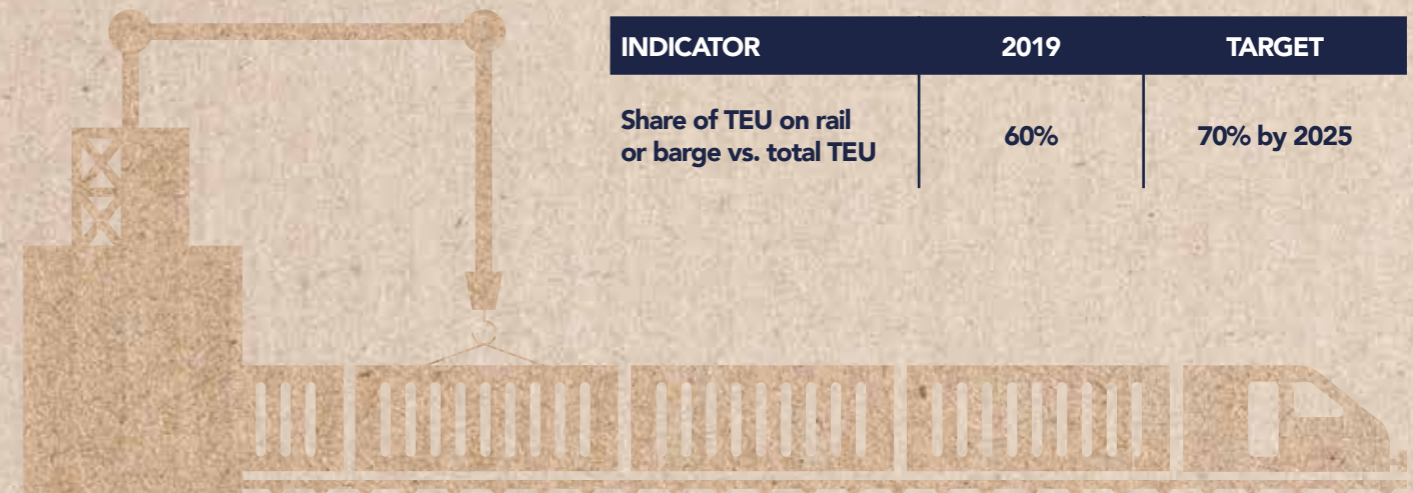 INDICATOR 2019 TARGET
Share of TEU on rail
or barge vs. total TEU
60% 70% by 2025